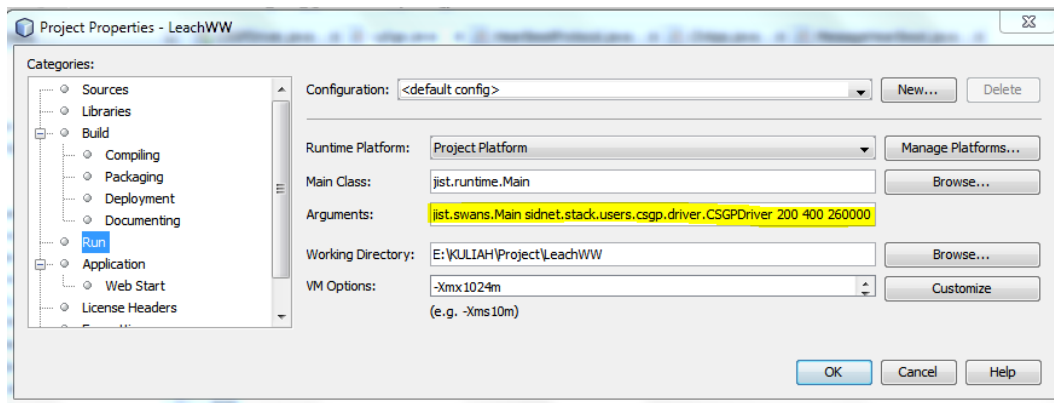 Project Properties - LeachWW
Categories:
Sources
Libraries
Build
Compiling
Packaging
Deployment
Documenting
Run
Application
Web Start
License Headers
Configuration: <default config> New... Delete
Runtime Platform: Project Platform Manage Platforms...
Main Class: jist.runtime.Main Browse...
Arguments: jist.swans.Main sidnet.stack.users.csgp.driver.CSGPDriver 200 400 260000
Working Directory: E:\KULIAH\Project\LeachWW Browse...
VM Options: -Xmx1024m Customize
(e.g. -Xms10m)
OK Cancel Help